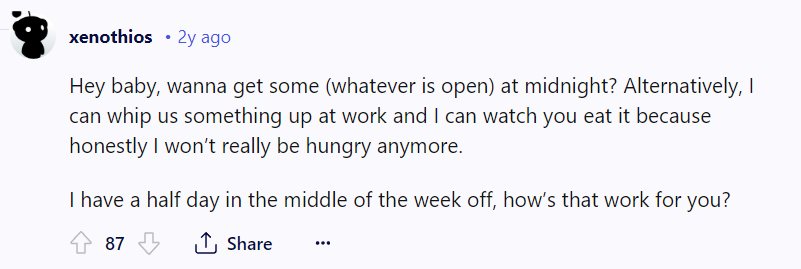 xenothios • 2y ago
Hey baby, wanna get some (whatever is open) at midnight? Alternatively, I
can whip us something up at work and I can watch you eat it because
honestly I won’t really be hungry anymore.
I have a half day in the middle of the week off, how’s that work for you?
87 Share •••